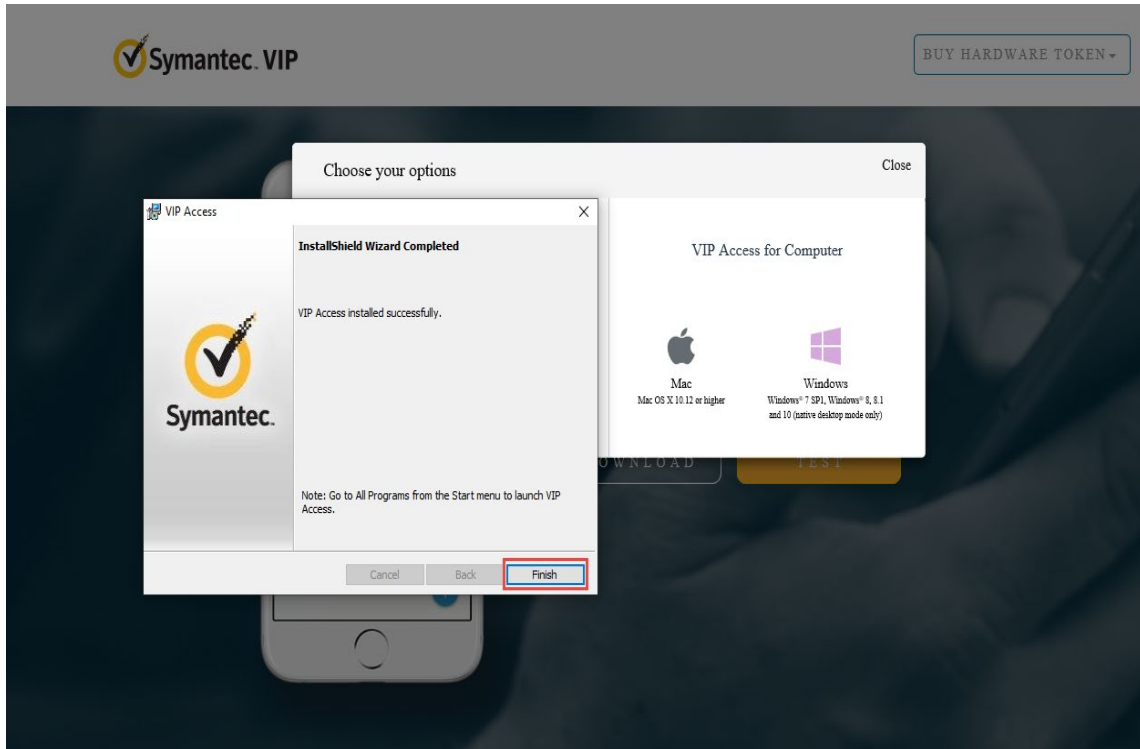 Symantec. VIP
BUY HARDWARE TOKEN
Choose your options
Close
VIP Access
InstallShield Wizard Completed
VIP Access installed successfully.
Symantec.
Note: Go to All Programs from the Start menu to launch VIP
Access.
Cancel
Back
Finish
VIP Access for Computer
Mac
Mac OS X 10.12 or higher
Windows
Windows® 7 SP1, Windows® 8, 8.1
and 10 (native desktop mode only)
TEST